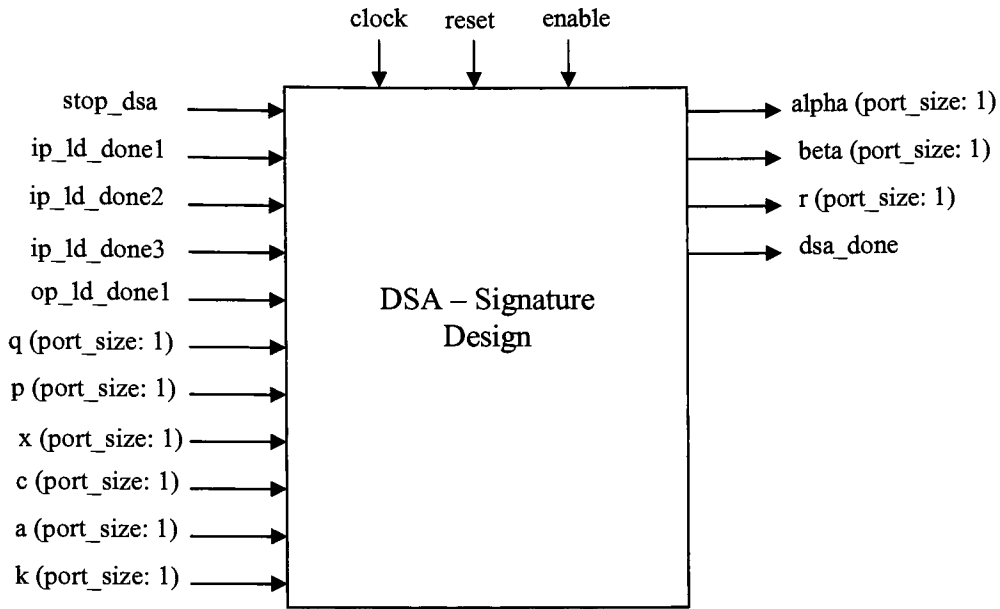 clock reset enable
stop_dsa
ip_ld_done1
ip_ld_done2
ip_ld_done3
op_ld_done1
q (port_size: 1)
p (port_size: 1)
x (port_size: 1)
c (port_size: 1)
a (port_size: 1)
k (port_size: 1)
DSA – Signature
Design
alpha (port_size: 1)
beta (port_size: 1)
r (port_size: 1)
dsa_done